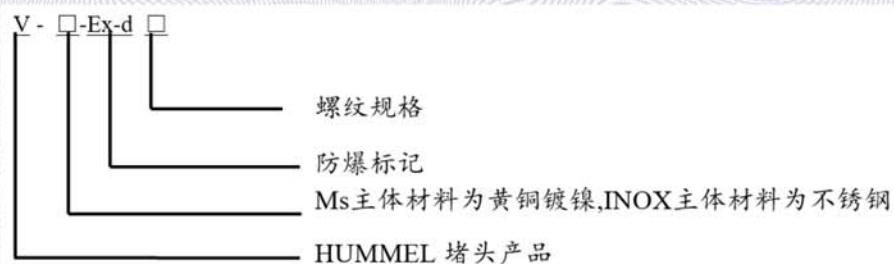 V - □-Ex-d □
螺纹规格
防爆标记
Ms主体材料为黄铜镀镍,INOX主体材料为不锈钢
HUMMEL 堵头产品